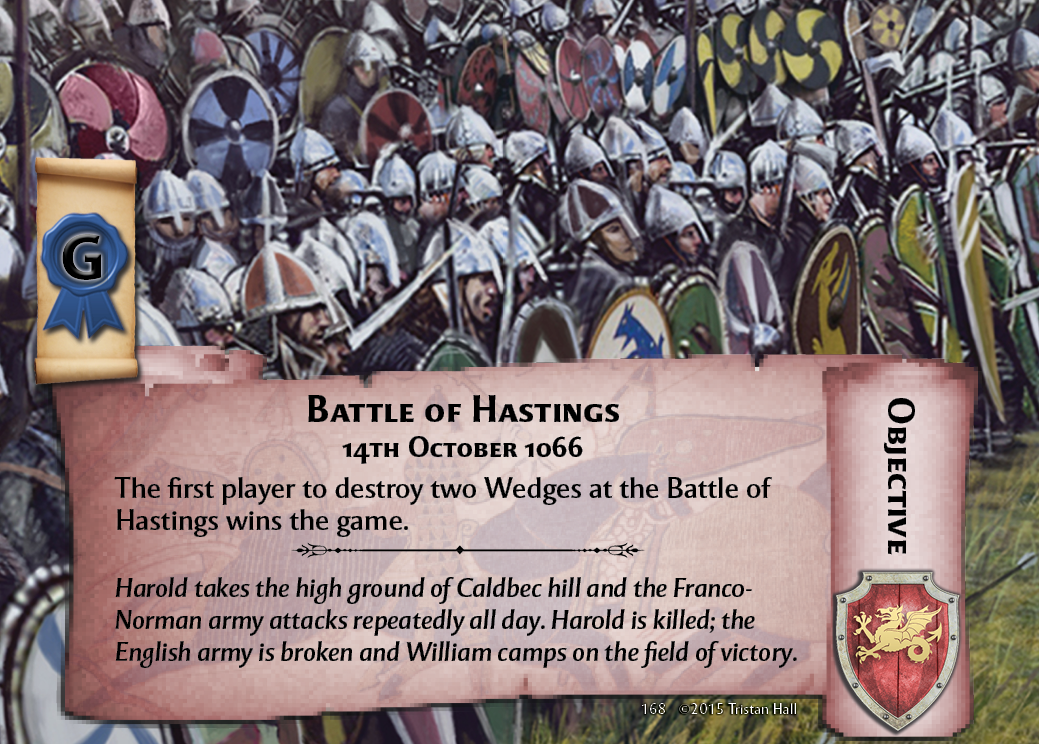 G
Battle of Hastings
14th October 1066
The first player to destroy two Wedges at the Battle of
Hastings wins the game.
Harold takes the high ground of Caldbec hill and the Franco-
Norman army attacks repeatedly all day. Harold is killed; the
English army is broken and William camps on the field of victory.
Objective
168 ©2015 Tristan Hall